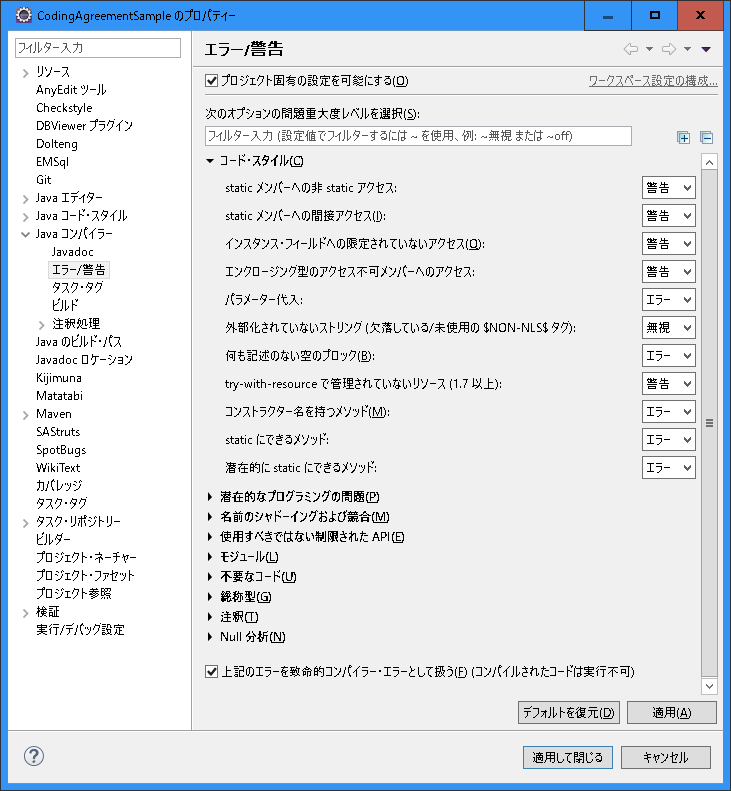 CodingAgreementSample のプロパティー
フィルター入力
リソース
AnyEdit ツール
Checkstyle
DBViewer プラグイン
Dolteng
EMSql
Git
Java エディター
Java コード・スタイル
Java コンパイラー
Javadoc
エラー/警告
タスク・タグ
ビルド
注釈処理
Java のビルド・パス
Javadoc ロケーション
Kijimuna
Matatabi
Maven
SAStruts
SpotBugs
WikiText
カバレッジ
タスク・タグ
タスク・リポジトリー
ビルダー
プロジェクト・ネーチャー
プロジェクト・ファセット
プロジェクト参照
検証
実行/デバッグ設定
エラー/警告
プロジェクト固有の設定を可能にする(O)
ワークスペース設定の構成...
次のオプションの問題重大度レベルを選択(S):
フィルター入力 (設定値でフィルターするには ~ を使用、例: ~無視 または ~off)
コード・スタイル(C)
static メンバーへの非 static アクセス: 警告
static メンバーへの間接アクセス(I): 警告
インスタンス・フィールドへの限定されていないアクセス(Q): 警告
エンクロージング型のアクセス不可メンバーへのアクセス: 警告
パラメーター代入: エラー
外部化されていないストリング (欠落している/未使用の $NON-NLS$ タグ): 無視
何も記述のない空のブロック(B): エラー
try-with-resource で管理されていないリソース (1.7 以上): 警告
コンストラクター名を持つメソッド(M): エラー
static にできるメソッド: エラー
潜在的に static にできるメソッド: エラー
潜在的なプログラミングの問題(P)
名前のシャドーイングおよび競合(M)
使用すべきではない制限された API(E)
モジュール(L)
不要なコード(U)
総称型(G)
注釈(T)
Null 分析(N)
上記のエラーを致命的コンパイラー・エラーとして扱う(F) (コンパイルされたコードは実行不可)
デフォルトを復元(D) 適用(A)
? 適用して閉じる キャンセル